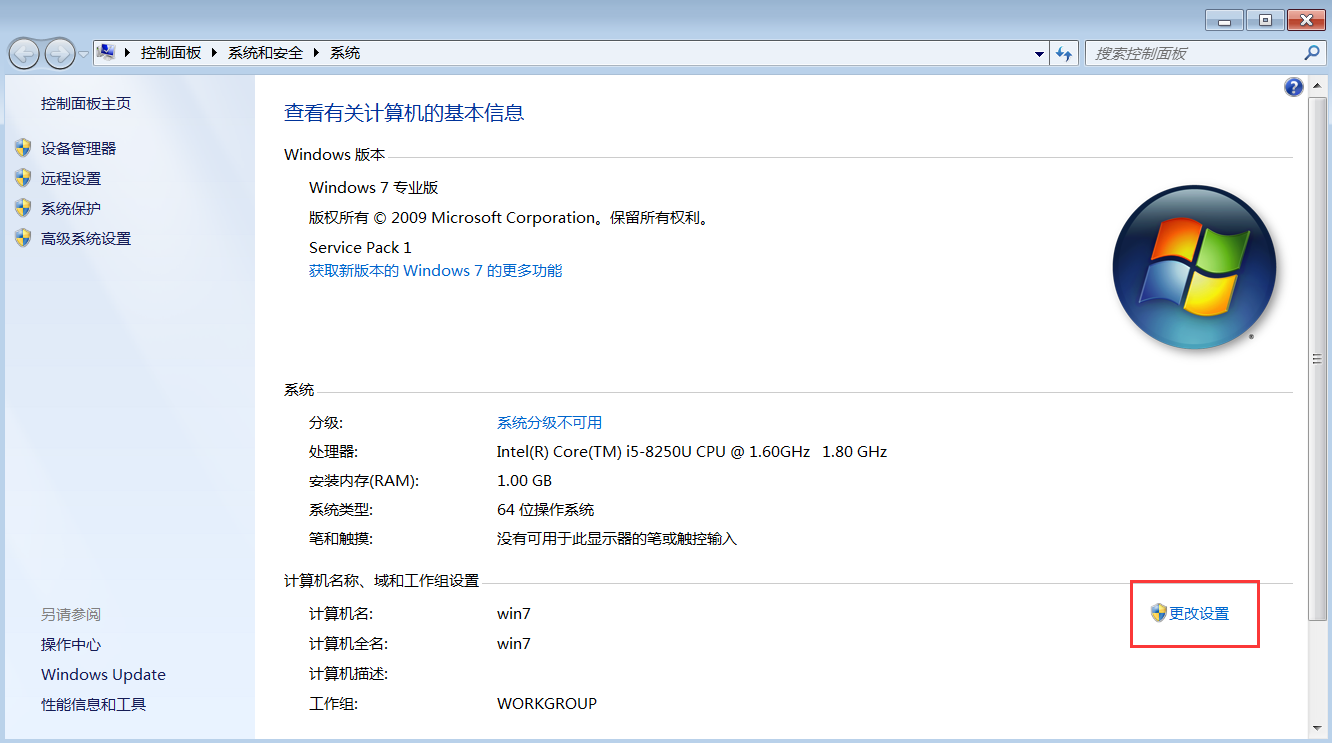 控制面板 系统和安全 系统
搜索控制面板
控制面板主页
设备管理器
远程设置
系统保护
高级系统设置
另请参阅
操作中心
Windows Update
性能信息和工具
查看有关计算机的基本信息
Windows 版本
Windows 7 专业版
版权所有 © 2009 Microsoft Corporation。保留所有权利。
Service Pack 1
获取新版本的 Windows 7 的更多功能
系统
分级: 系统分级不可用
处理器: Intel(R) Core(TM) i5-8250U CPU @ 1.60GHz 1.80 GHz
安装内存(RAM): 1.00 GB
系统类型: 64 位操作系统
笔和触摸: 没有可用于此显示器的笔或触控输入
计算机名称、域和工作组设置
计算机名: win7 更改设置
计算机全名: win7
计算机描述:
工作组: WORKGROUP